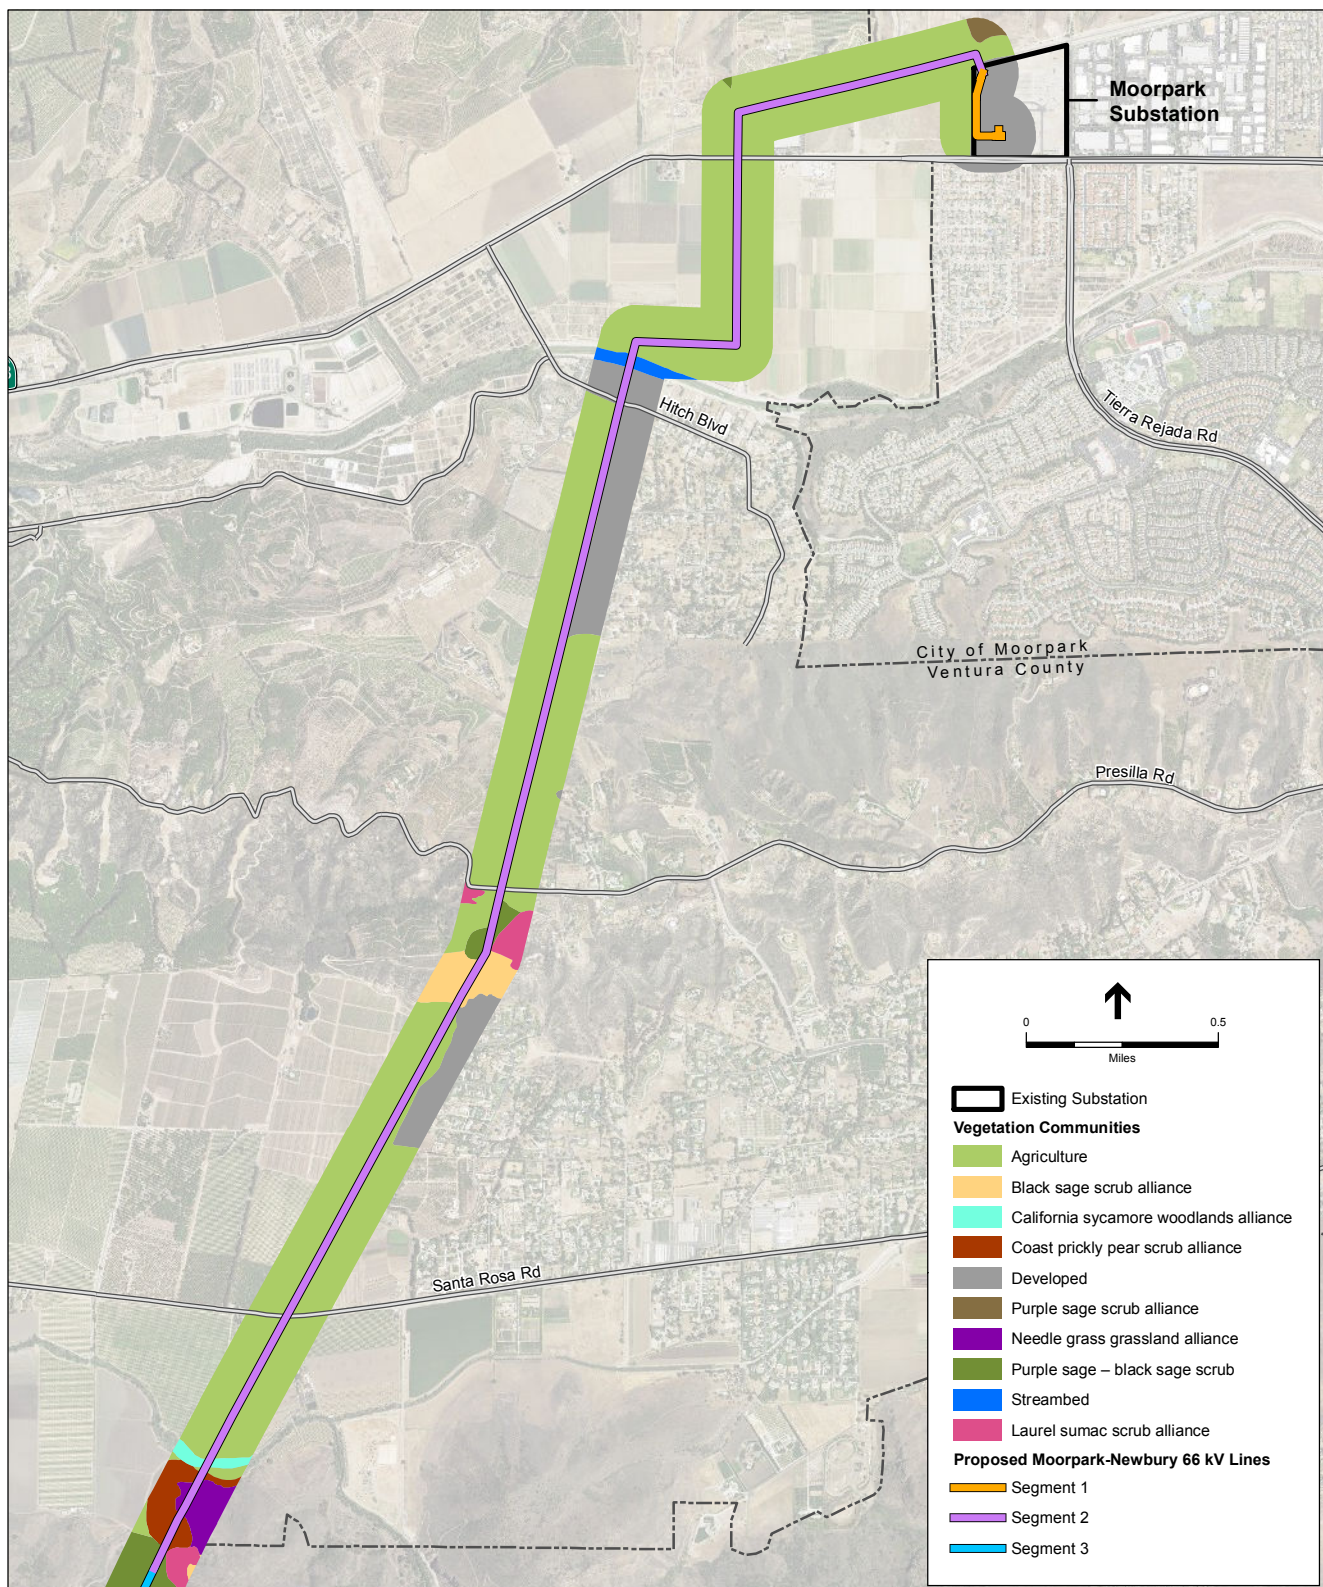 Moorpark
Substation
Hitch Blvd
Tierra Rejada Rd
City of Moorpark
Ventura County
Presilla Rd
Santa Rosa Rd
0
0.5
Miles
Existing Substation
Vegetation Communities
Agriculture
Black sage scrub alliance
California sycamore woodlands alliance
Coast prickly pear scrub alliance
Developed
Purple sage scrub alliance
Needle grass grassland alliance
Purple sage – black sage scrub
Streambed
Laurel sumac scrub alliance
Proposed Moorpark-Newbury 66 kV Lines
Segment 1
Segment 2
Segment 3